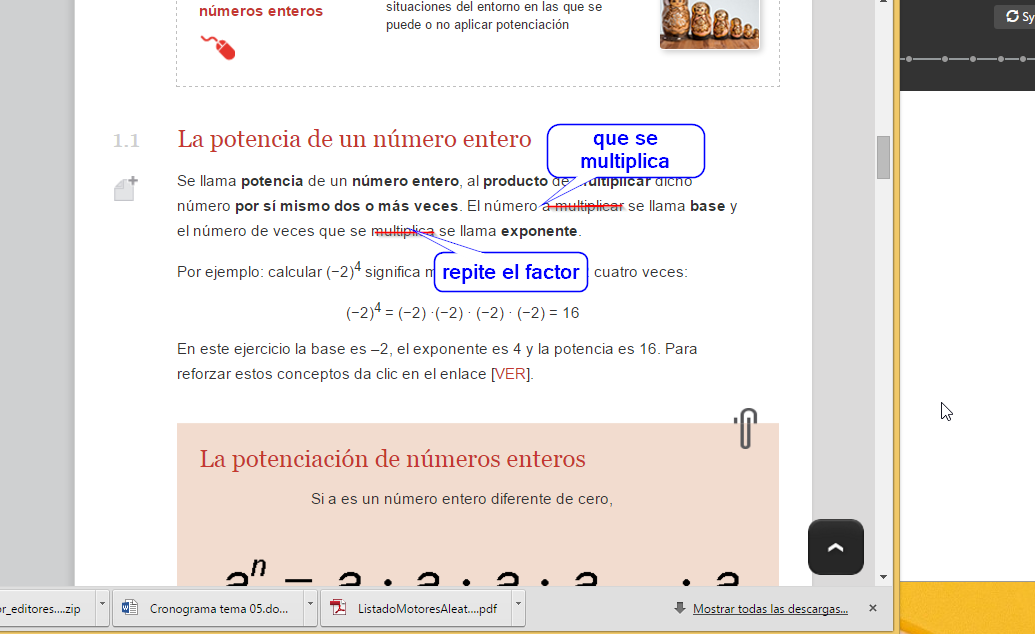 números enteros
situaciones del entorno en las que se
puede o no aplicar potenciación
Sy
1.1
La potencia de un número entero
que se
multiplica
Se llama potencia de un número entero, al producto de multiplicar dicho
número por sí mismo dos o más veces. El número a multiplicar se llama base y
el número de veces que se multiplica se llama exponente.
repite el factor
Por ejemplo: calcular (−2)⁴ significa m cuatro veces:
(−2)⁴ = (−2) ·(−2) · (−2) · (−2) = 16
En este ejercicio la base es –2, el exponente es 4 y la potencia es 16. Para
reforzar estos conceptos da clic en el enlace [VER].
La potenciación de números enteros
Si a es un número entero diferente de cero,
aⁿ = a · a · a · a · a
or_editores....zip
Cronograma tema 05.do...
ListadoMotoresAleat....pdf
Mostrar todas las descargas...